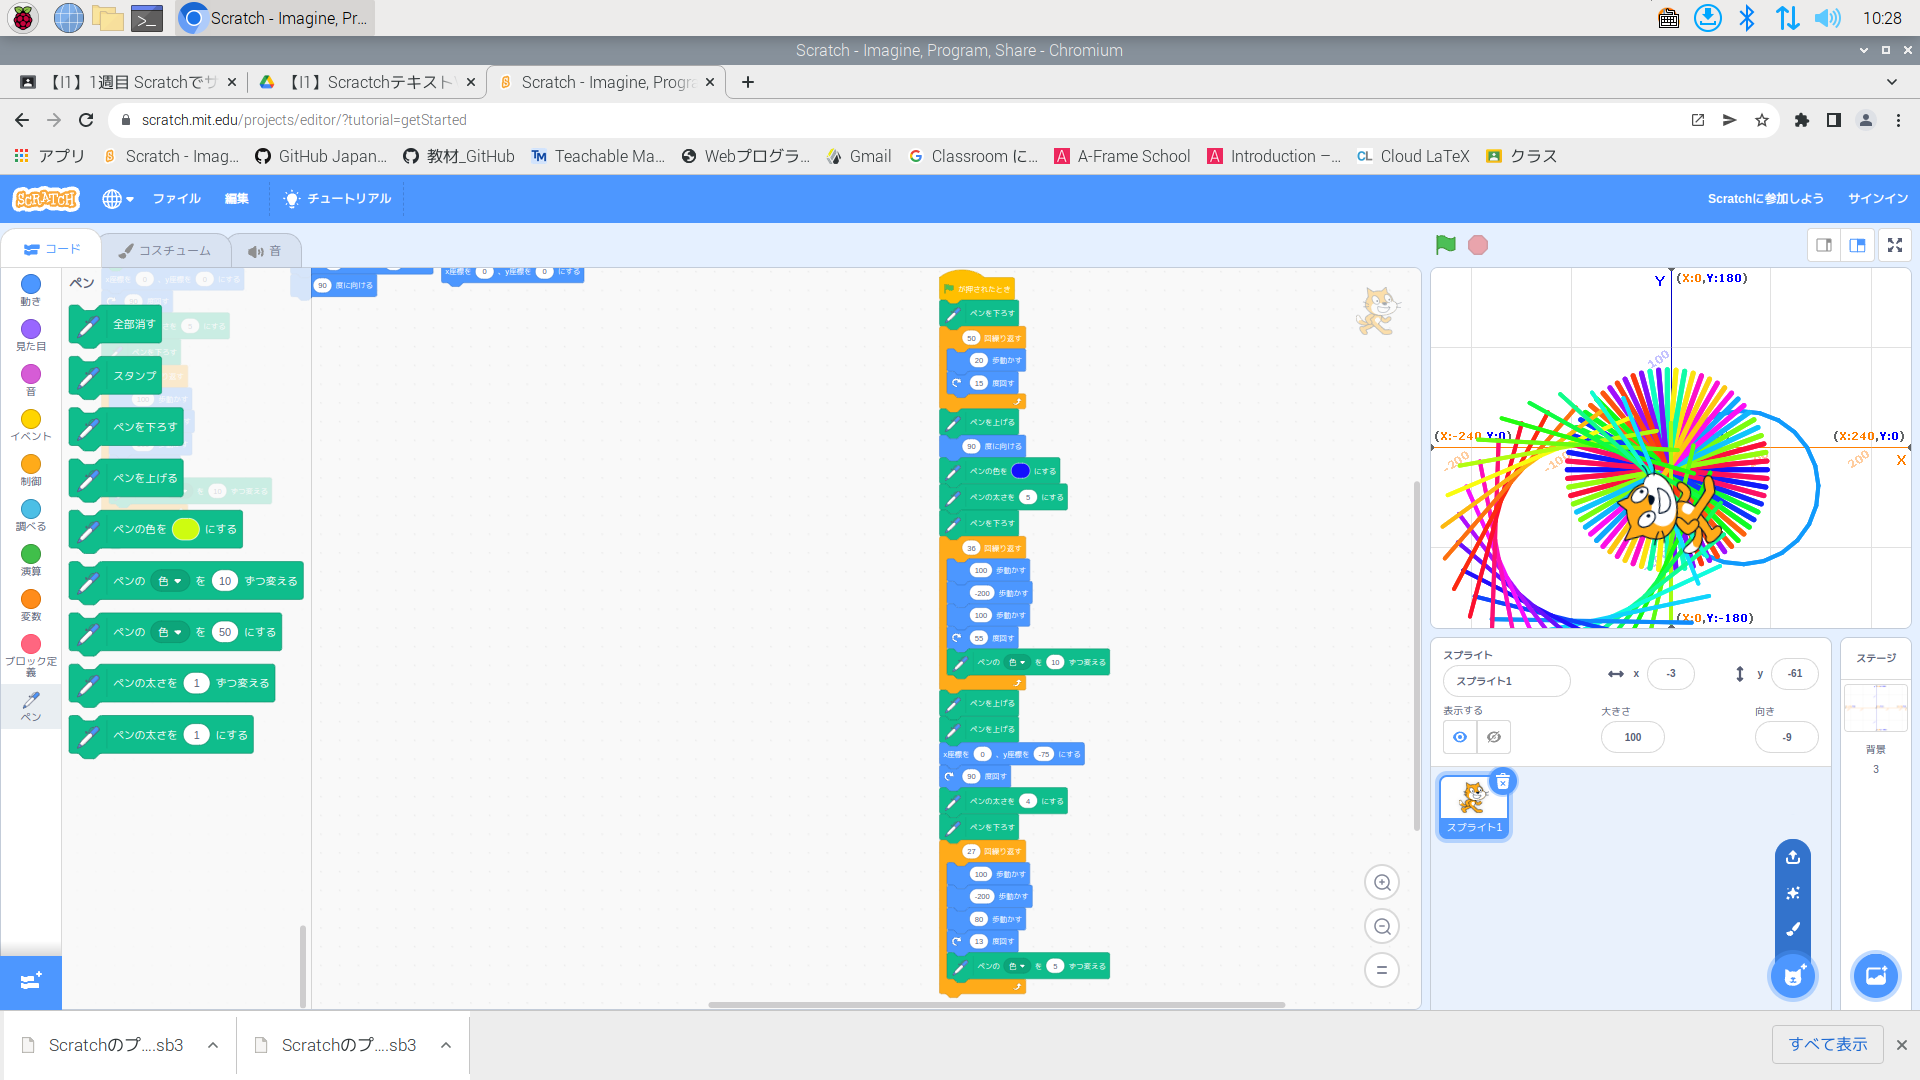 Scratch - Imagine, Pr...
10:28
Scratch - Imagine, Program, Share - Chromium
【I1】1週目 Scratchでサ
【I1】Scractchテキスト
Scratch - Imagine, Progra
scratch.mit.edu/projects/editor/?tutorial=getStarted
アプリ
Scratch - Imag...
GitHub Japan...
教材_GitHub
Teachable Ma...
Webプログラ...
Gmail
Classroom に...
A-Frame School
Introduction –...
Cloud LaTeX
クラス
SCRATCH
ファイル
編集
チュートリアル
Scratchに参加しよう
サインイン
コード
コスチューム
音
動き
見た目
音
イベント
制御
調べる
演算
変数
ブロック定
義
ペン
ペン
全部消す
スタンプ
ペンを下ろす
ペンを上げる
ペンの色を にする
ペンの 色 を 10 ずつ変える
ペンの 色 を 50 にする
ペンの太さを 1 ずつ変える
ペンの太さを 1 にする
90 度に向ける
x座標を 0 、y座標を 0 にする
が押されたとき
ペンを下ろす
50 回繰り返す
20 歩動かす
15 度回す
ペンを上げる
90 度に向ける
ペンの色を にする
ペンの太さを 5 にする
ペンを下ろす
36 回繰り返す
100 歩動かす
-200 歩動かす
100 歩動かす
55 度回す
ペンの 色 を 10 ずつ変える
ペンを上げる
ペンを上げる
x座標を 0 、y座標を -75 にする
90 度回す
ペンの太さを 4 にする
ペンを下ろす
27 回繰り返す
100 歩動かす
-200 歩動かす
80 歩動かす
13 度回す
ペンの 色 を 5 ずつ変える
Y (X:0,Y:180)
100
(X:-240,Y:0)
(X:240,Y:0)
-200
200
X
(X:0,Y:-180)
スプライト
スプライト1
x -3
y -61
表示する
大きさ
100
向き
-9
スプライト1
ステージ
背景
3
Scratchのプ....sb3
Scratchのプ....sb3
すべて表示